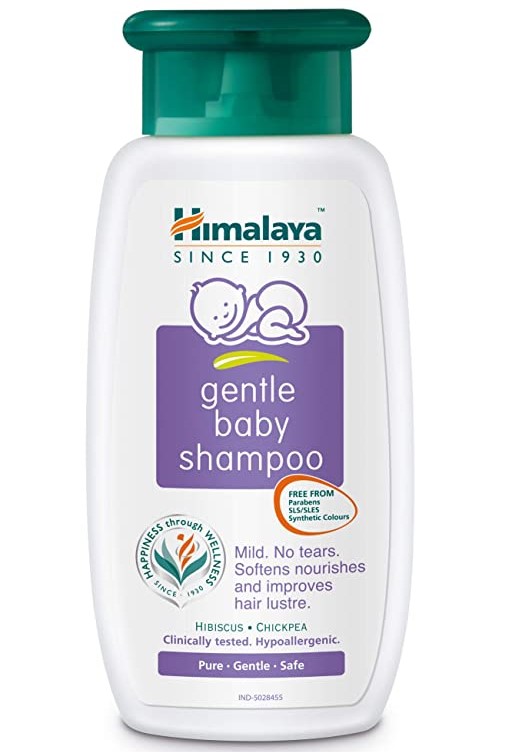 Himalaya™
SINCE 1930
gentle
baby
shampoo
FREE FROM
Parabens
SLS/SLES
Synthetic Colours
HAPPINESS through WELLNESS
SINCE - 1930
Mild. No tears.
Softens nourishes
and improves
hair lustre.
HIBISCUS • CHICKPEA
Clinically tested. Hypoallergenic.
Pure · Gentle · Safe
IND-5028455